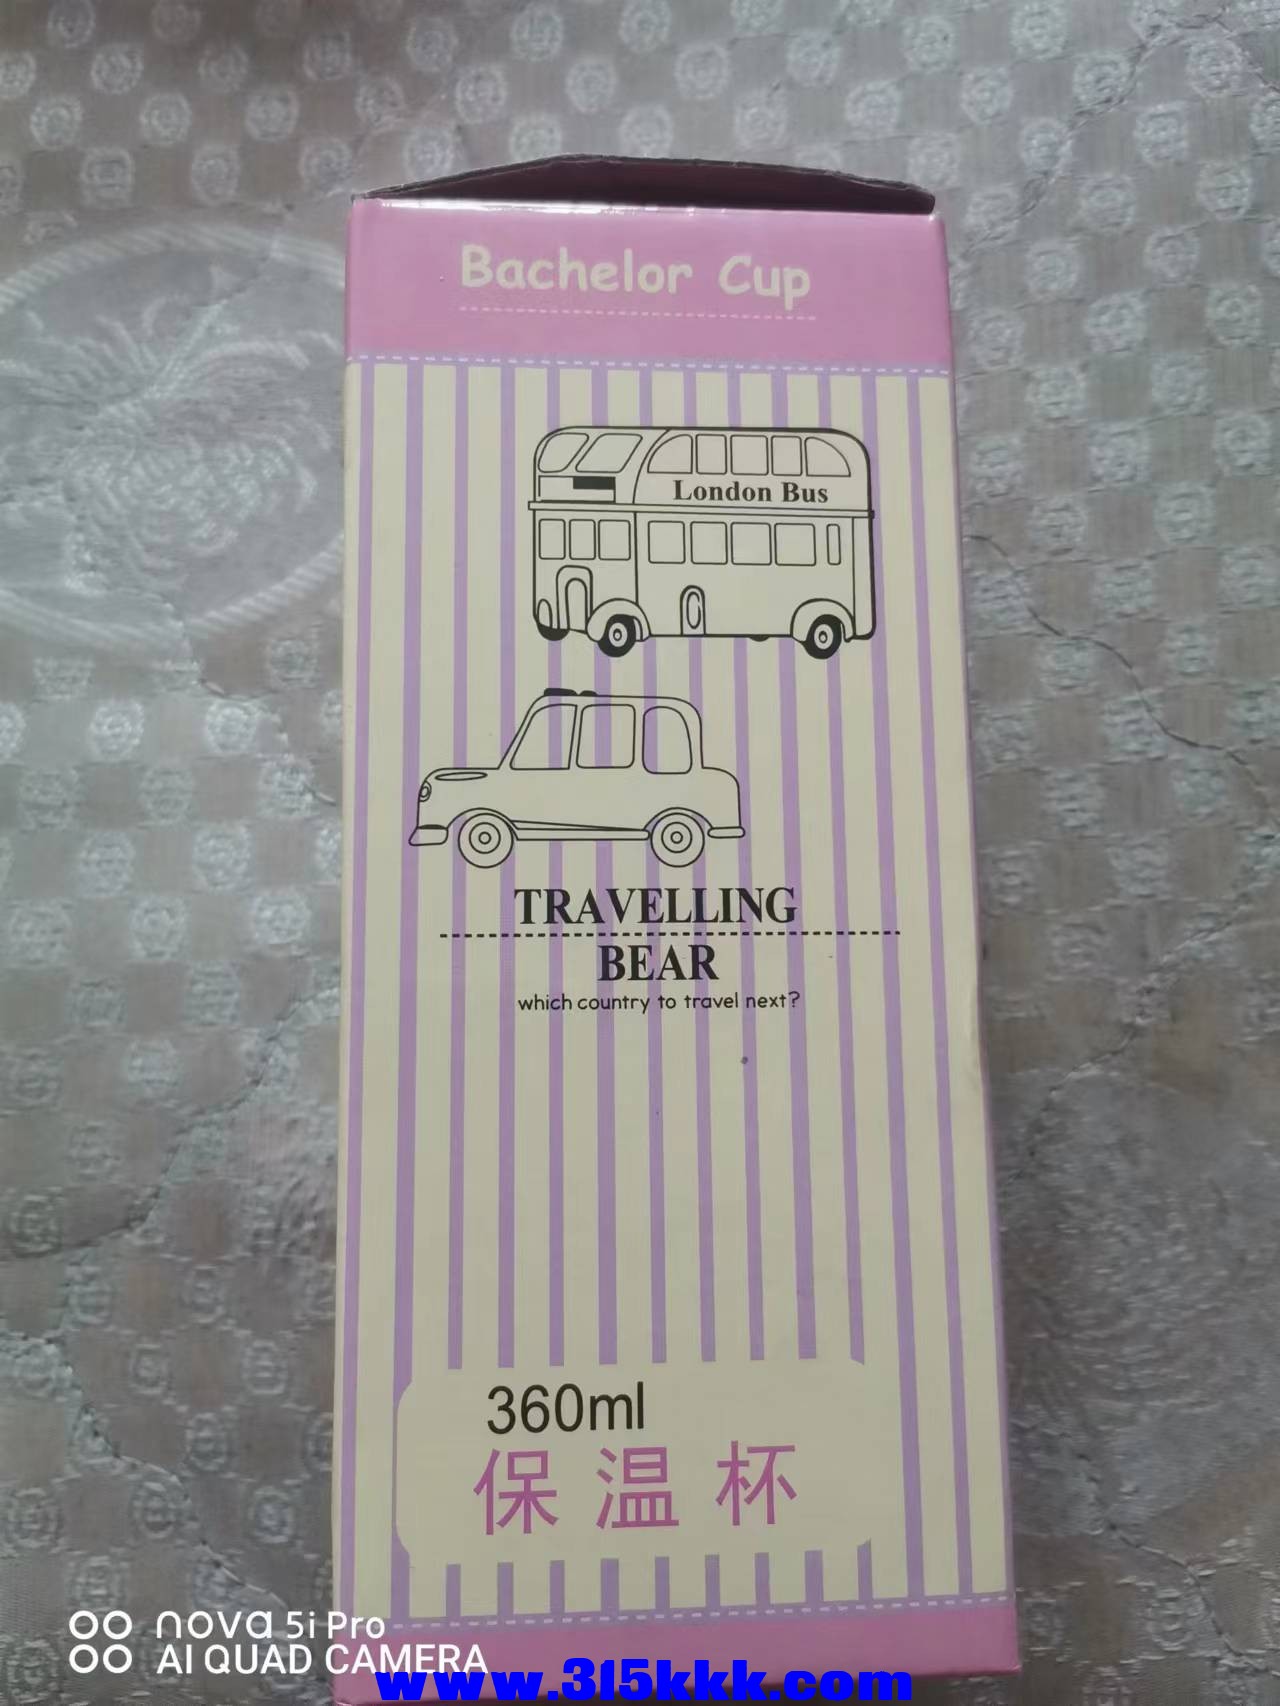 Bachelor Cup
London Bus
TRAVELLING
BEAR
which country to travel next?
360ml
保温杯
nova 5i Pro
AI QUAD CAMERA
www.315kkk.com